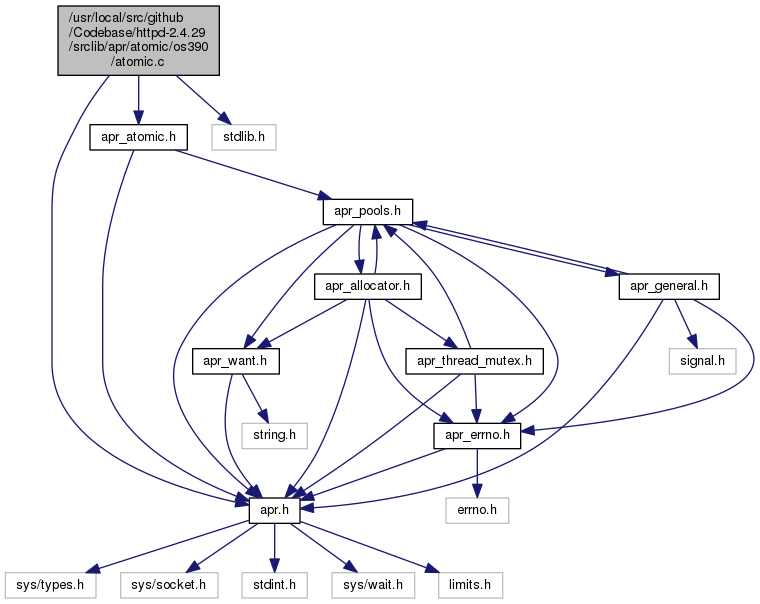 /usr/local/src/github
/Codebase/httpd-2.4.29
/srclib/apr/atomic/os390
/atomic.c
apr_atomic.h
stdlib.h
apr_pools.h
apr_allocator.h
apr_general.h
apr_want.h
apr_thread_mutex.h
signal.h
string.h
apr_errno.h
apr.h
errno.h
sys/types.h
sys/socket.h
stdint.h
sys/wait.h
limits.h